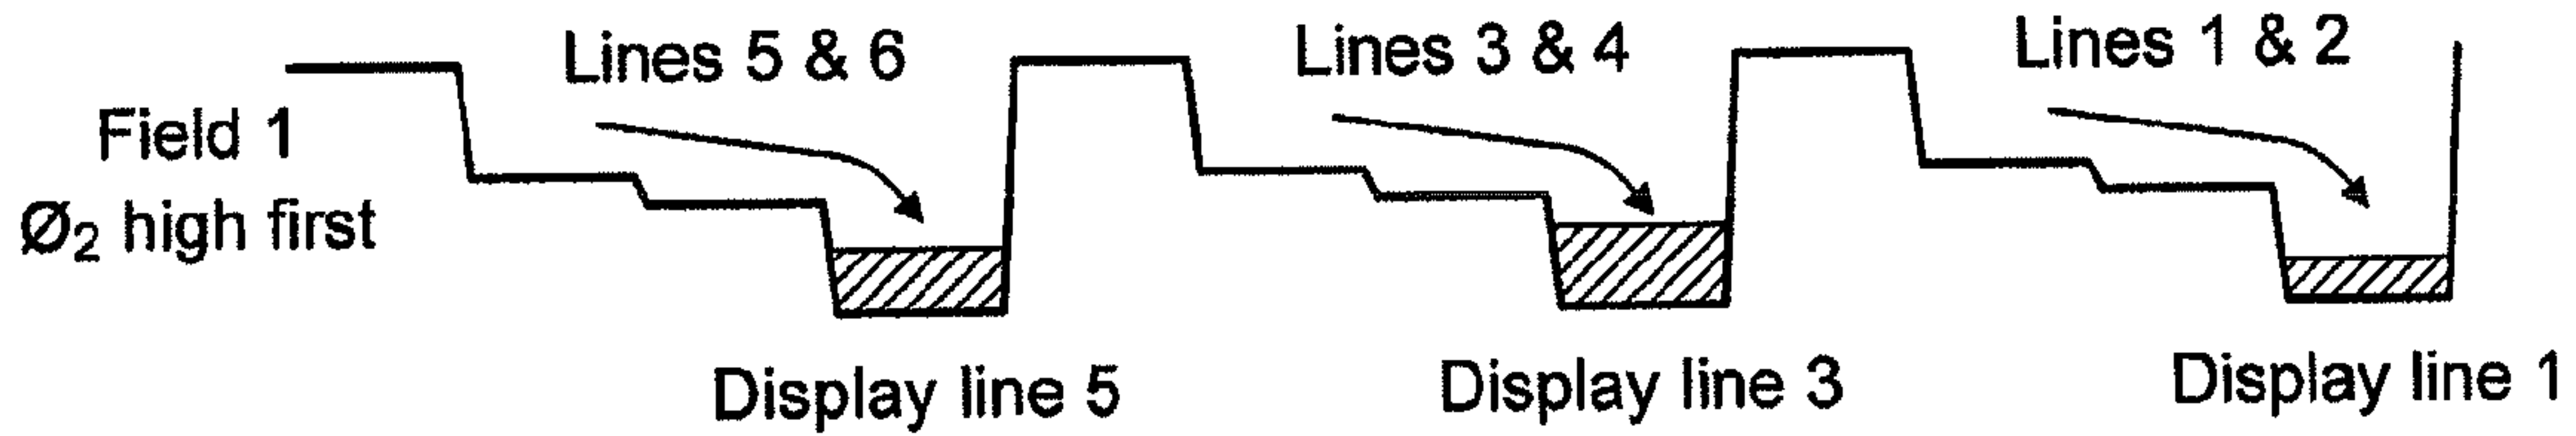 Lines 5 & 6
Lines 3 & 4
Lines 1 & 2
Field 1
Ø₂ high first
Display line 5
Display line 3
Display line 1